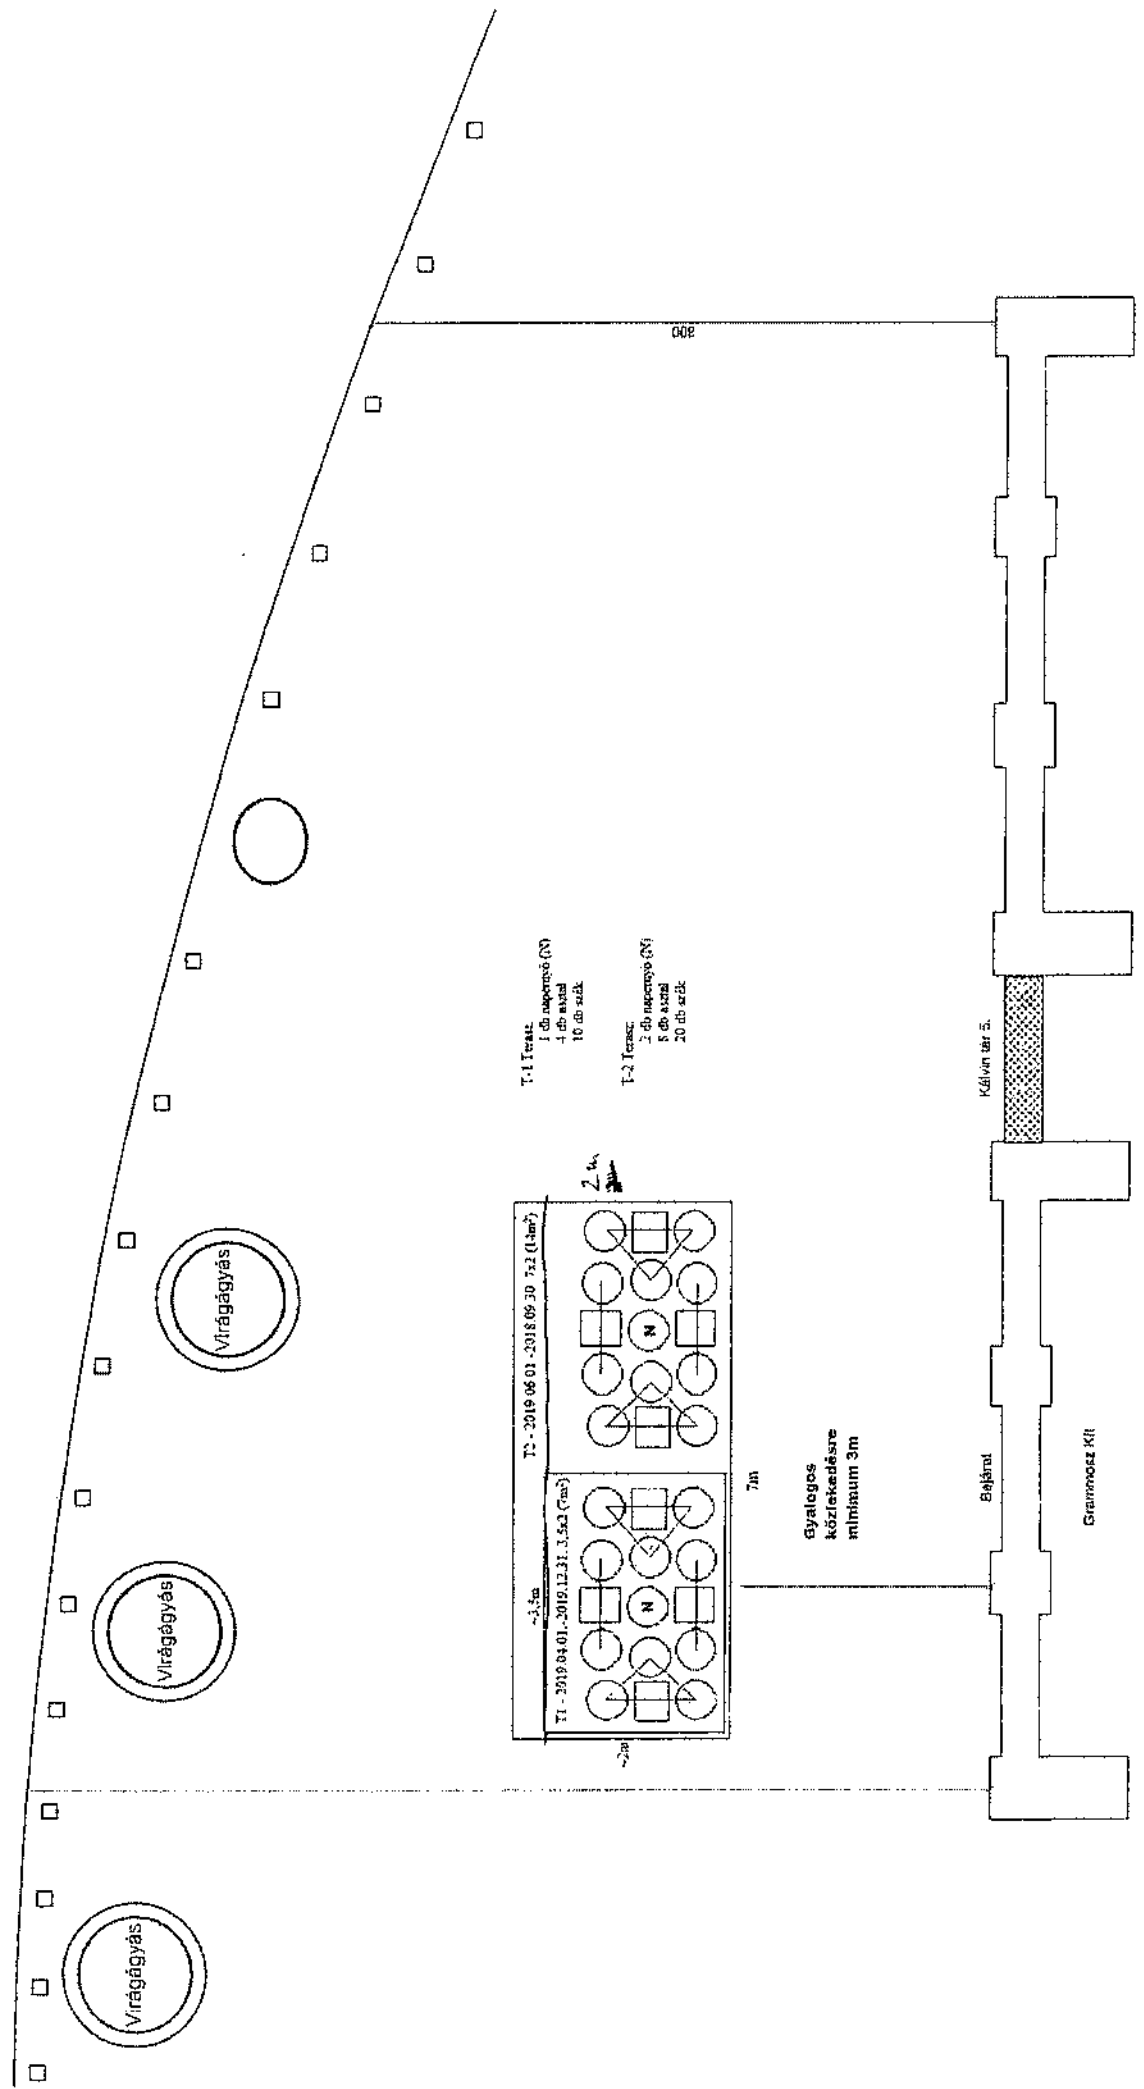 Virágágyás
Virágágyás
Virágágyás
800
T-1 Terasz
1 db napernyő (N)
4 db asztal
10 db szék
T-2 Terasz
2 db napernyő (N)
8 db asztal
20 db szék
2 m
T2 - 2019 06 01 -2018.09 30 7x2 (14m²)
~3,5m
T1 - 2019.04.01.-2019.12.31. 3,5x2 (7m²)
N
N
~2m
7m
Gyalogos
közlekedésre
minimum 3m
Kálvin tér 5.
Bejárat
Grammosz Kft